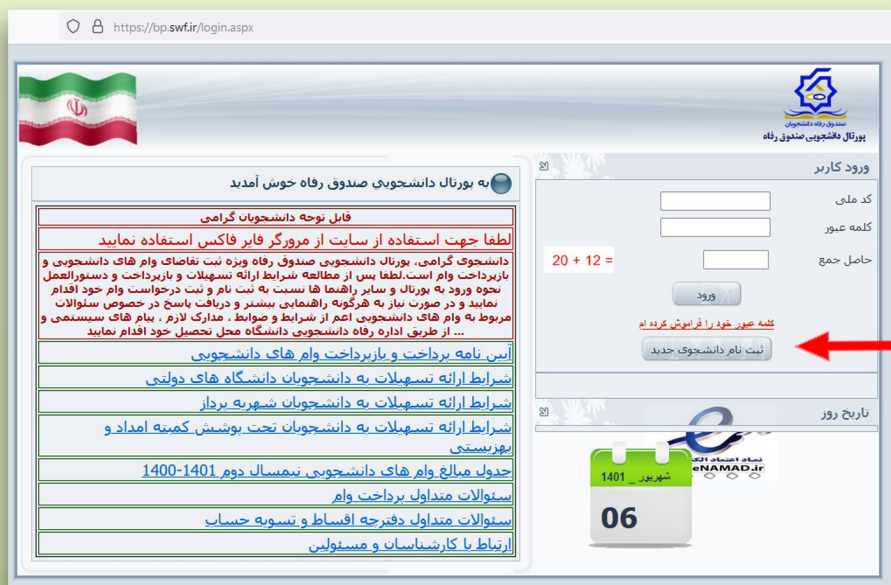 https://bp.swf.ir/login.aspx
صندوق رفاه دانشجویان
پورتال دانشجویی صندوق رفاه
ورود کاربر
کد ملی
کلمه عبور
حاصل جمع
20 + 12 =
ورود
کلمه عبور خود را فراموش کرده ام
ثبت نام دانشجوی جدید
تاریخ روز
نماد اعتماد الکت
eNAMAD.ir
شهریور _ 1401
06
به پورتال دانشجویي صندوق رفاه خوش آمدید
قابل توجه دانشجویان گرامی
لطفا جهت استفاده از سایت از مرورگر فایر فاکس استفاده نمایید
دانشجوی گرامی، پورتال دانشجویی صندوق رفاه ویژه ثبت تقاضای وام های دانشجویی و
بازپرداخت وام است.لطفا پس از مطالعه شرایط ارائه تسهیلات و بازپرداخت و دستورالعمل
نحوه ورود به پورتال و سایر راهنما ها نسبت به ثبت نام و ثبت درخواست وام خود اقدام
نمایید و در صورت نیاز به هرگونه راهنمایی بیشتر و دریافت پاسخ در خصوص سئوالات
مربوط به وام های دانشجویی اعم از شرایط و ضوابط ، مدارک لازم ، پیام های سیستمی و
... از طریق اداره رفاه دانشجویی دانشگاه محل تحصیل خود اقدام نمایید
آیین نامه پرداخت و بازپرداخت وام های دانشجویی
شرایط ارائه تسهیلات به دانشجویان دانشگاه های دولتی
شرایط ارائه تسهیلات به دانشجویان شهریه پرداز
شرایط ارائه تسهیلات به دانشجویان تحت پوشش کمیته امداد و
بهزیستی
جدول مبالغ وام های دانشجویی نیمسال دوم 1401-1400
سئوالات متداول پرداخت وام
سئوالات متداول دفترچه اقساط و تسویه حساب
ارتباط با کارشناسان و مسئولین